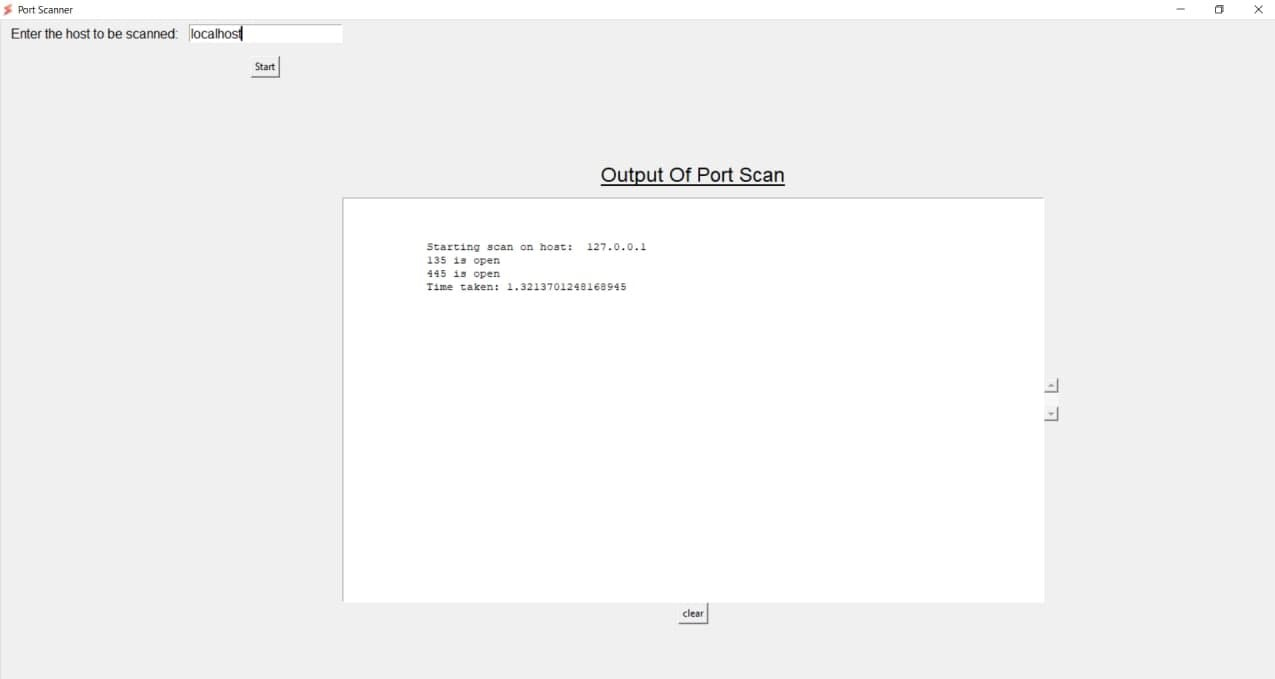 Port Scanner
Enter the host to be scanned: localhost
Start
Output Of Port Scan
Starting scan on host:  127.0.0.1
135 is open
445 is open
Time taken: 1.3213701248168945
clear